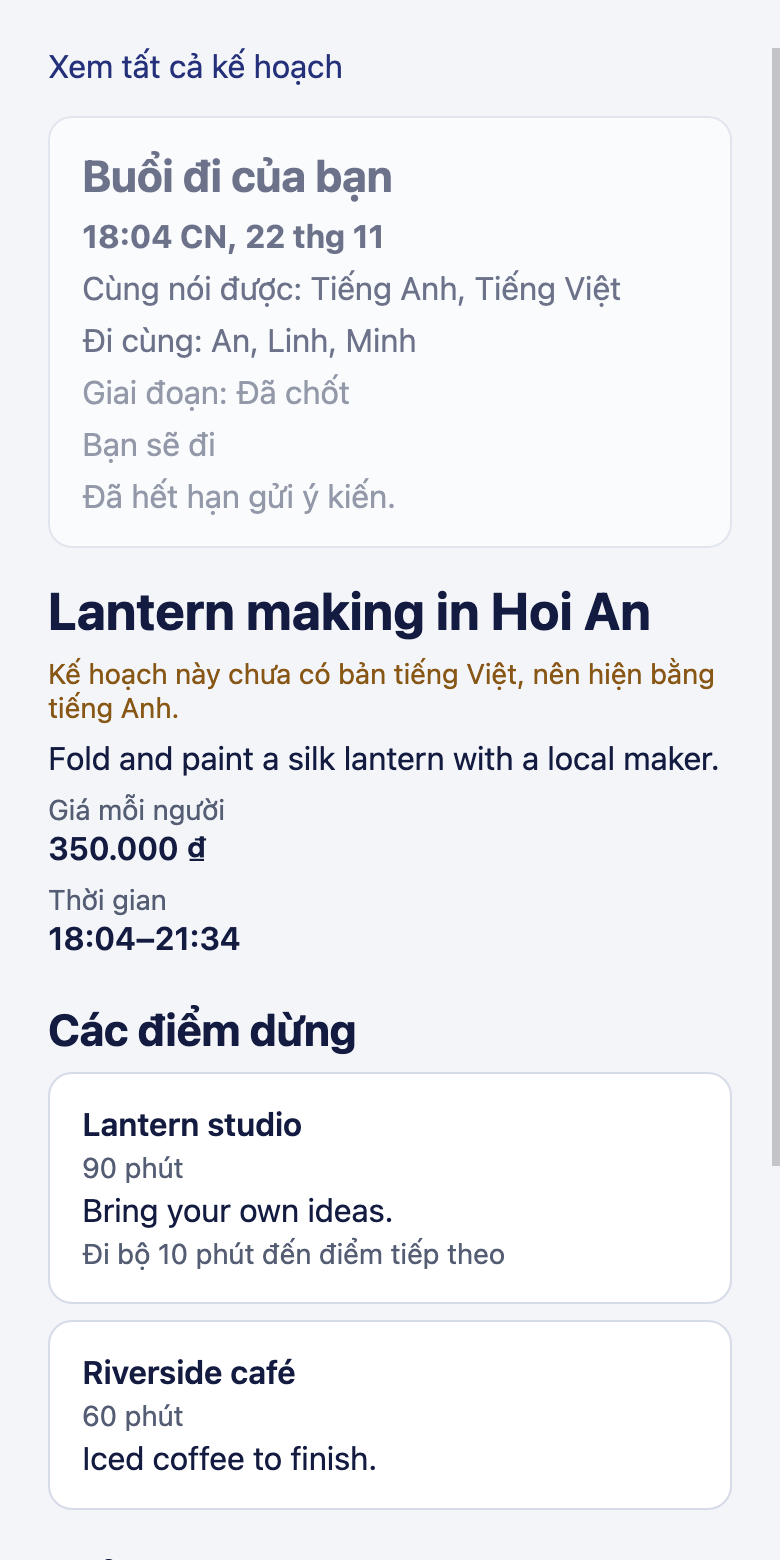 Xem tất cả kế hoạch
Buổi đi của bạn
18:04 CN, 22 thg 11
Cùng nói được: Tiếng Anh, Tiếng Việt
Đi cùng: An, Linh, Minh
Giai đoạn: Đã chốt
Bạn sẽ đi
Đã hết hạn gửi ý kiến.
Lantern making in Hoi An
Kế hoạch này chưa có bản tiếng Việt, nên hiện bằng
tiếng Anh.
Fold and paint a silk lantern with a local maker.
Giá mỗi người
350.000 ₫
Thời gian
18:04–21:34
Các điểm dừng
Lantern studio
90 phút
Bring your own ideas.
Đi bộ 10 phút đến điểm tiếp theo
Riverside café
60 phút
Iced coffee to finish.